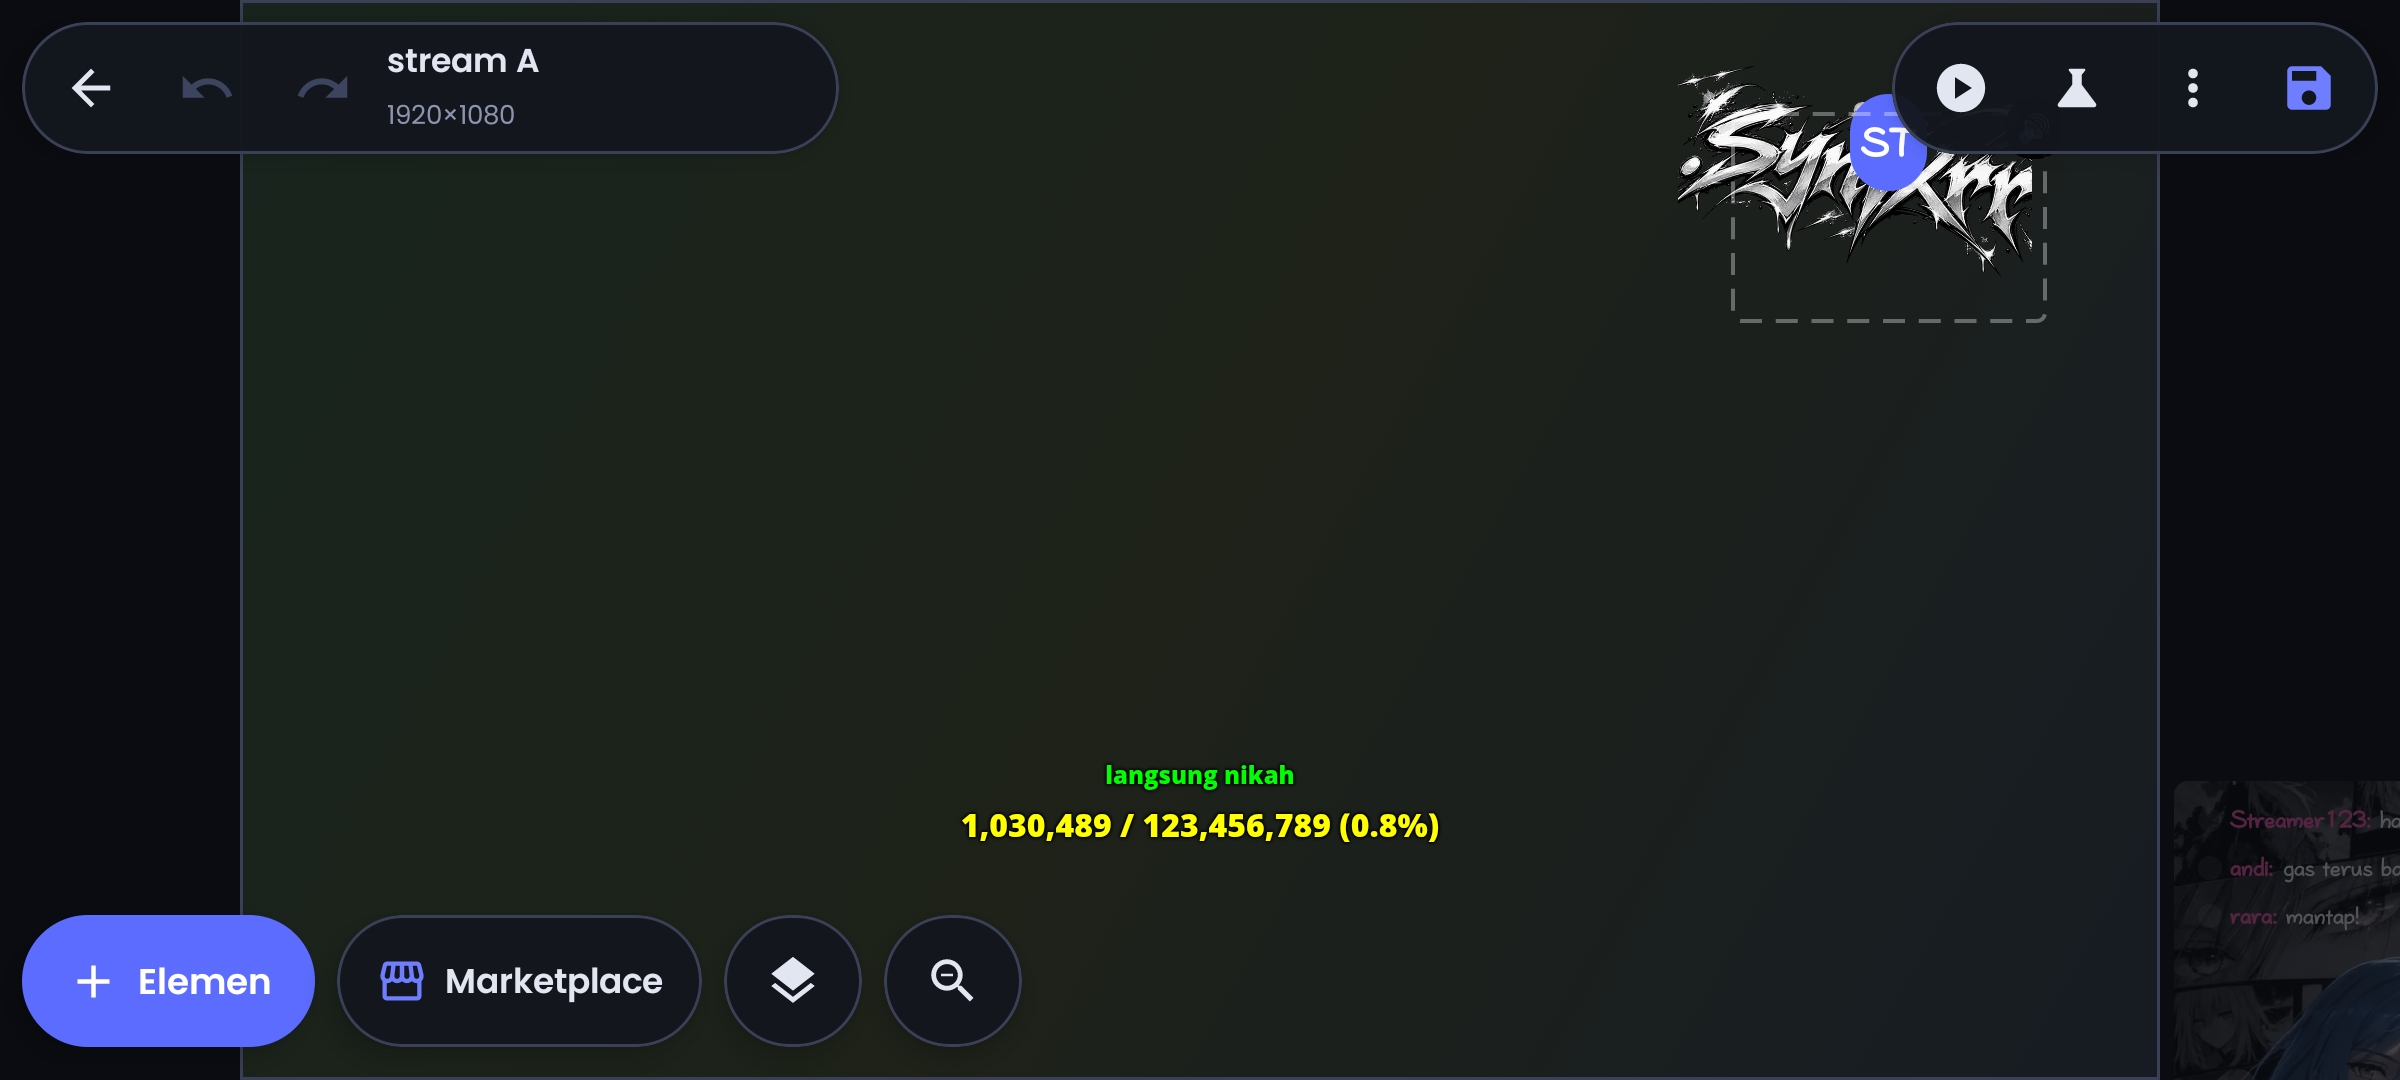 stream A
1920×1080
.SynXrr
ST
langsung nikah
1,030,489 / 123,456,789 (0.8%)
Streamer123:
andi: gas terus
rara: mantap!
Elemen
Marketplace